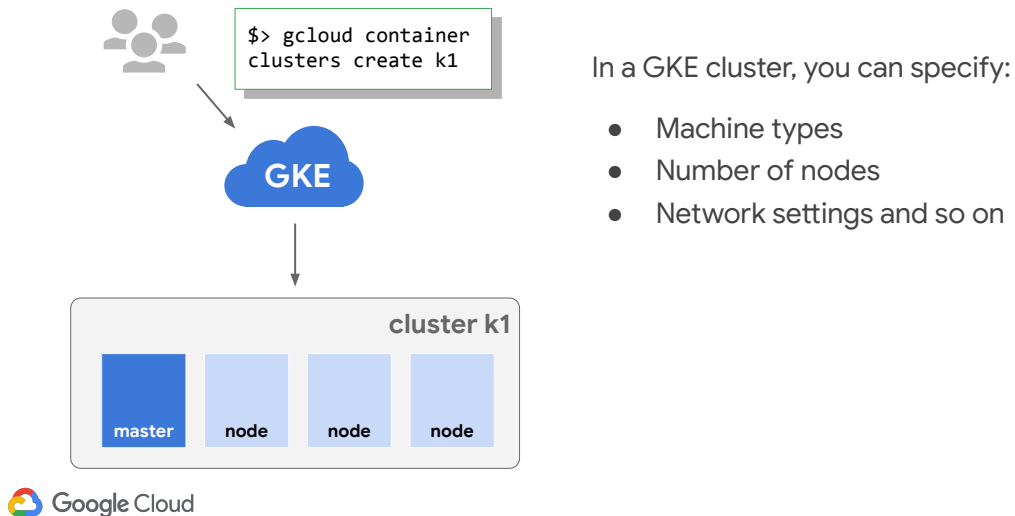 $> gcloud container
clusters create k1
In a GKE cluster, you can specify:
● Machine types
● Number of nodes
● Network settings and so on
GKE
cluster k1
master
node
node
node
Google Cloud